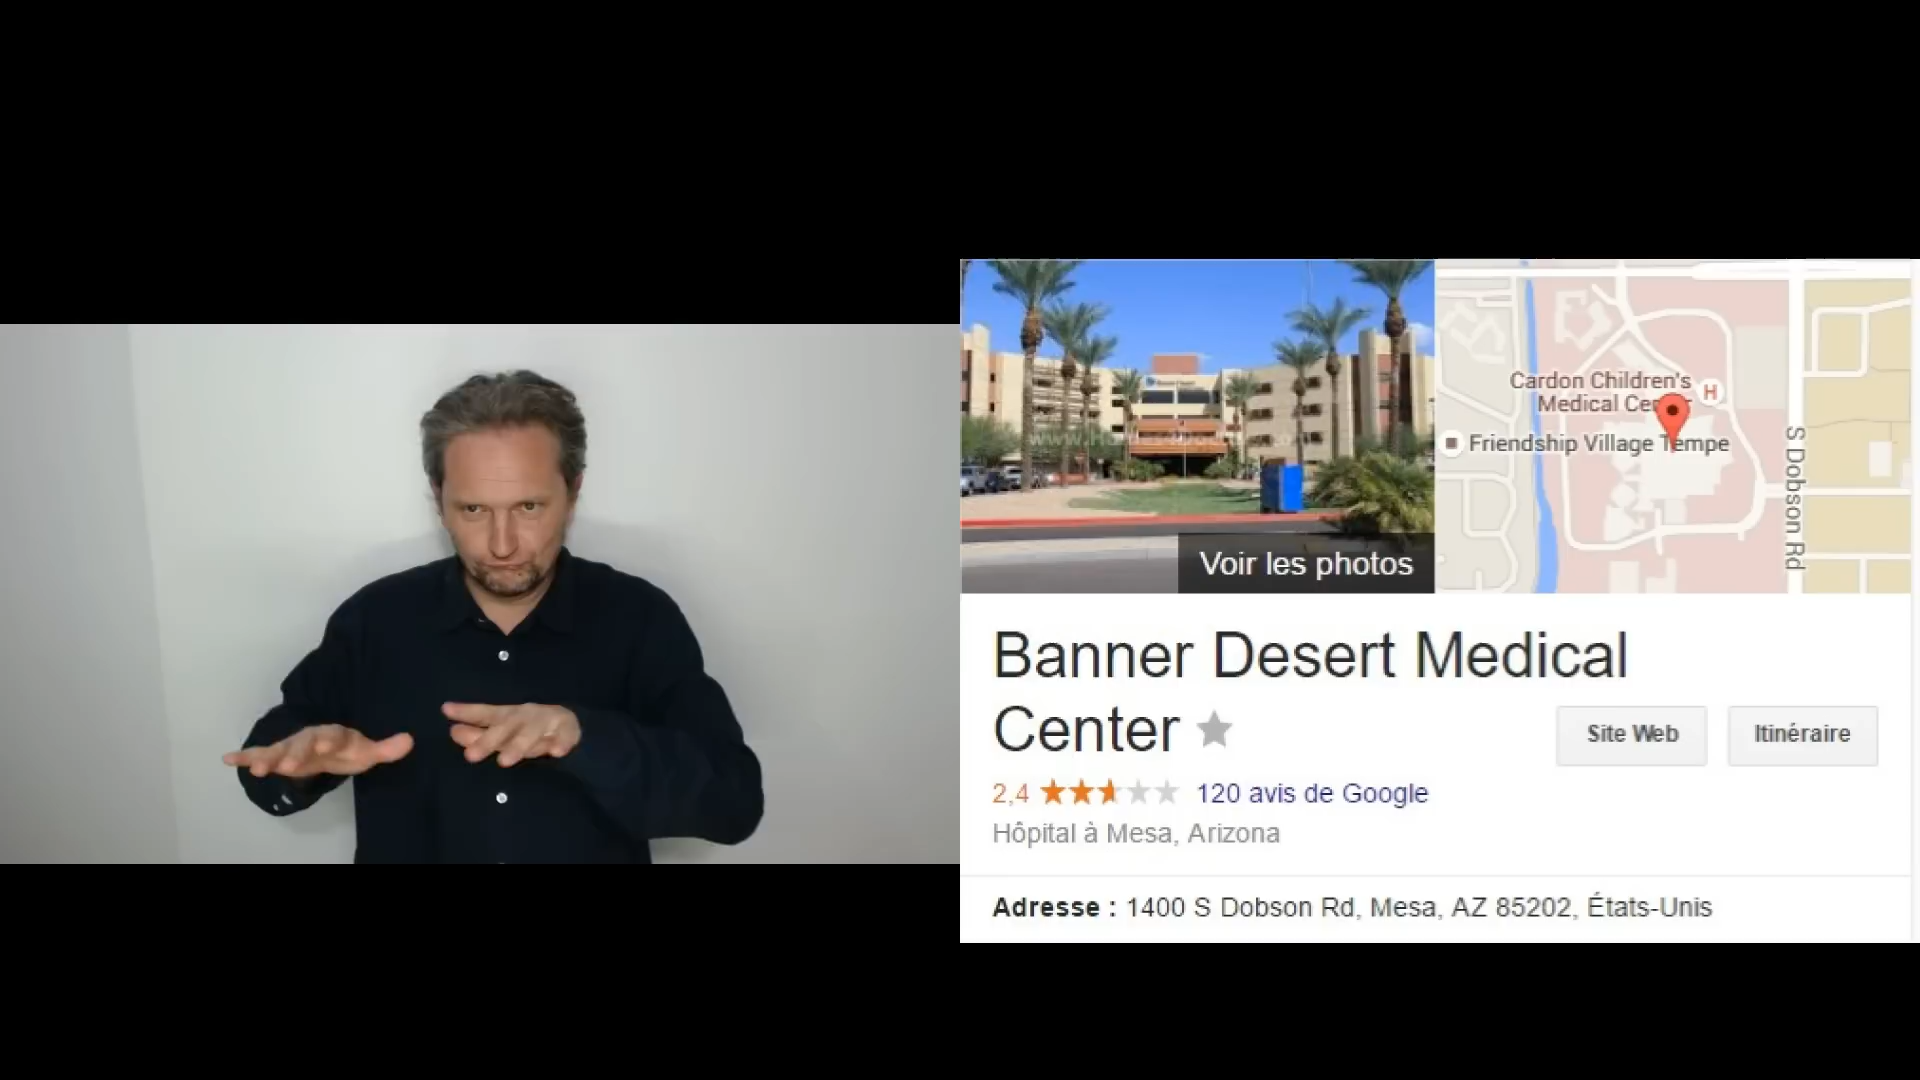 Cardon Children's
Medical Center
H
Friendship Village Tempe
S Dobson Rd
Voir les photos
Banner Desert Medical
Center
Site Web
Itinéraire
2,4
120 avis de Google
Hôpital à Mesa, Arizona
Adresse : 1400 S Dobson Rd, Mesa, AZ 85202, États-Unis